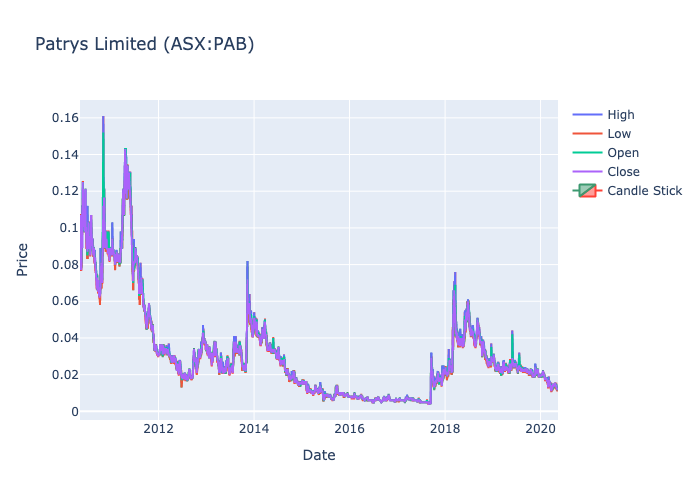 Patrys Limited (ASX:PAB)
0.16
0.14
0.12
0.1
0.08
0.06
0.04
0.02
0
Price
2012
2014
2016
2018
2020
Date
High
Low
Open
Close
Candle Stick